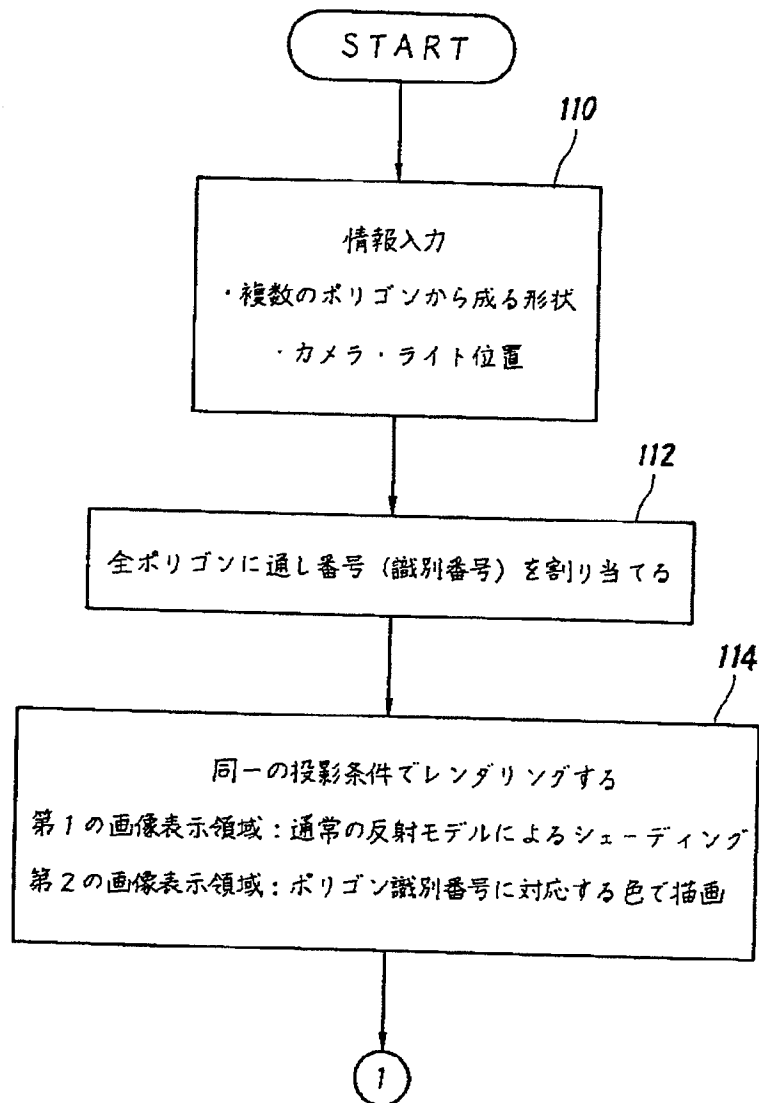 START
110
情報入力
・複数のポリゴンから成る形状
・カメラ・ライト位置
112
全ポリゴンに通し番号（識別番号）を割り当てる
114
同一の投影条件でレンダリングする
第1の画像表示領域：通常の反射モデルによるシェーディング
第2の画像表示領域：ポリゴン識別番号に対応する色で描画
1